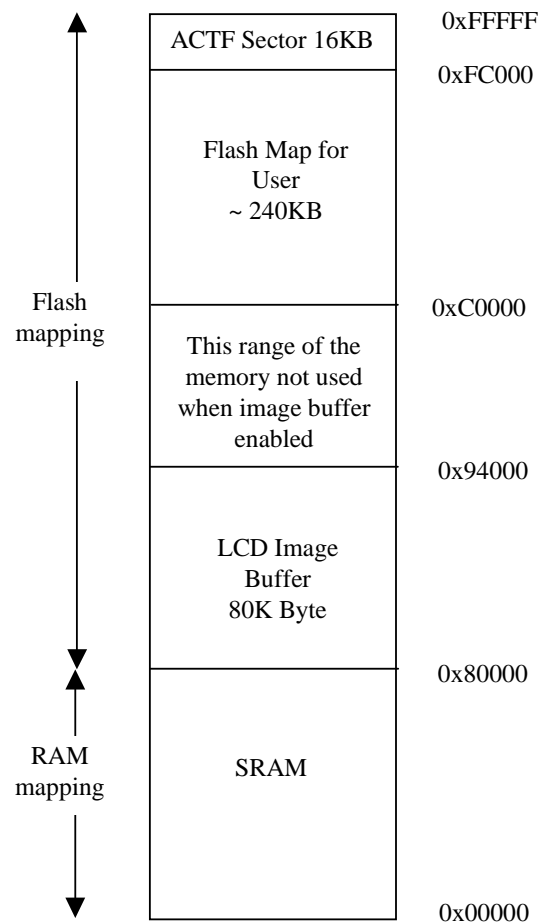 0xFFFFF
ACTF Sector 16KB
0xFC000
Flash Map for
User
~ 240KB
Flash
mapping
0xC0000
This range of the
memory not used
when image buffer
enabled
0x94000
LCD Image
Buffer
80K Byte
0x80000
RAM
mapping
SRAM
0x00000